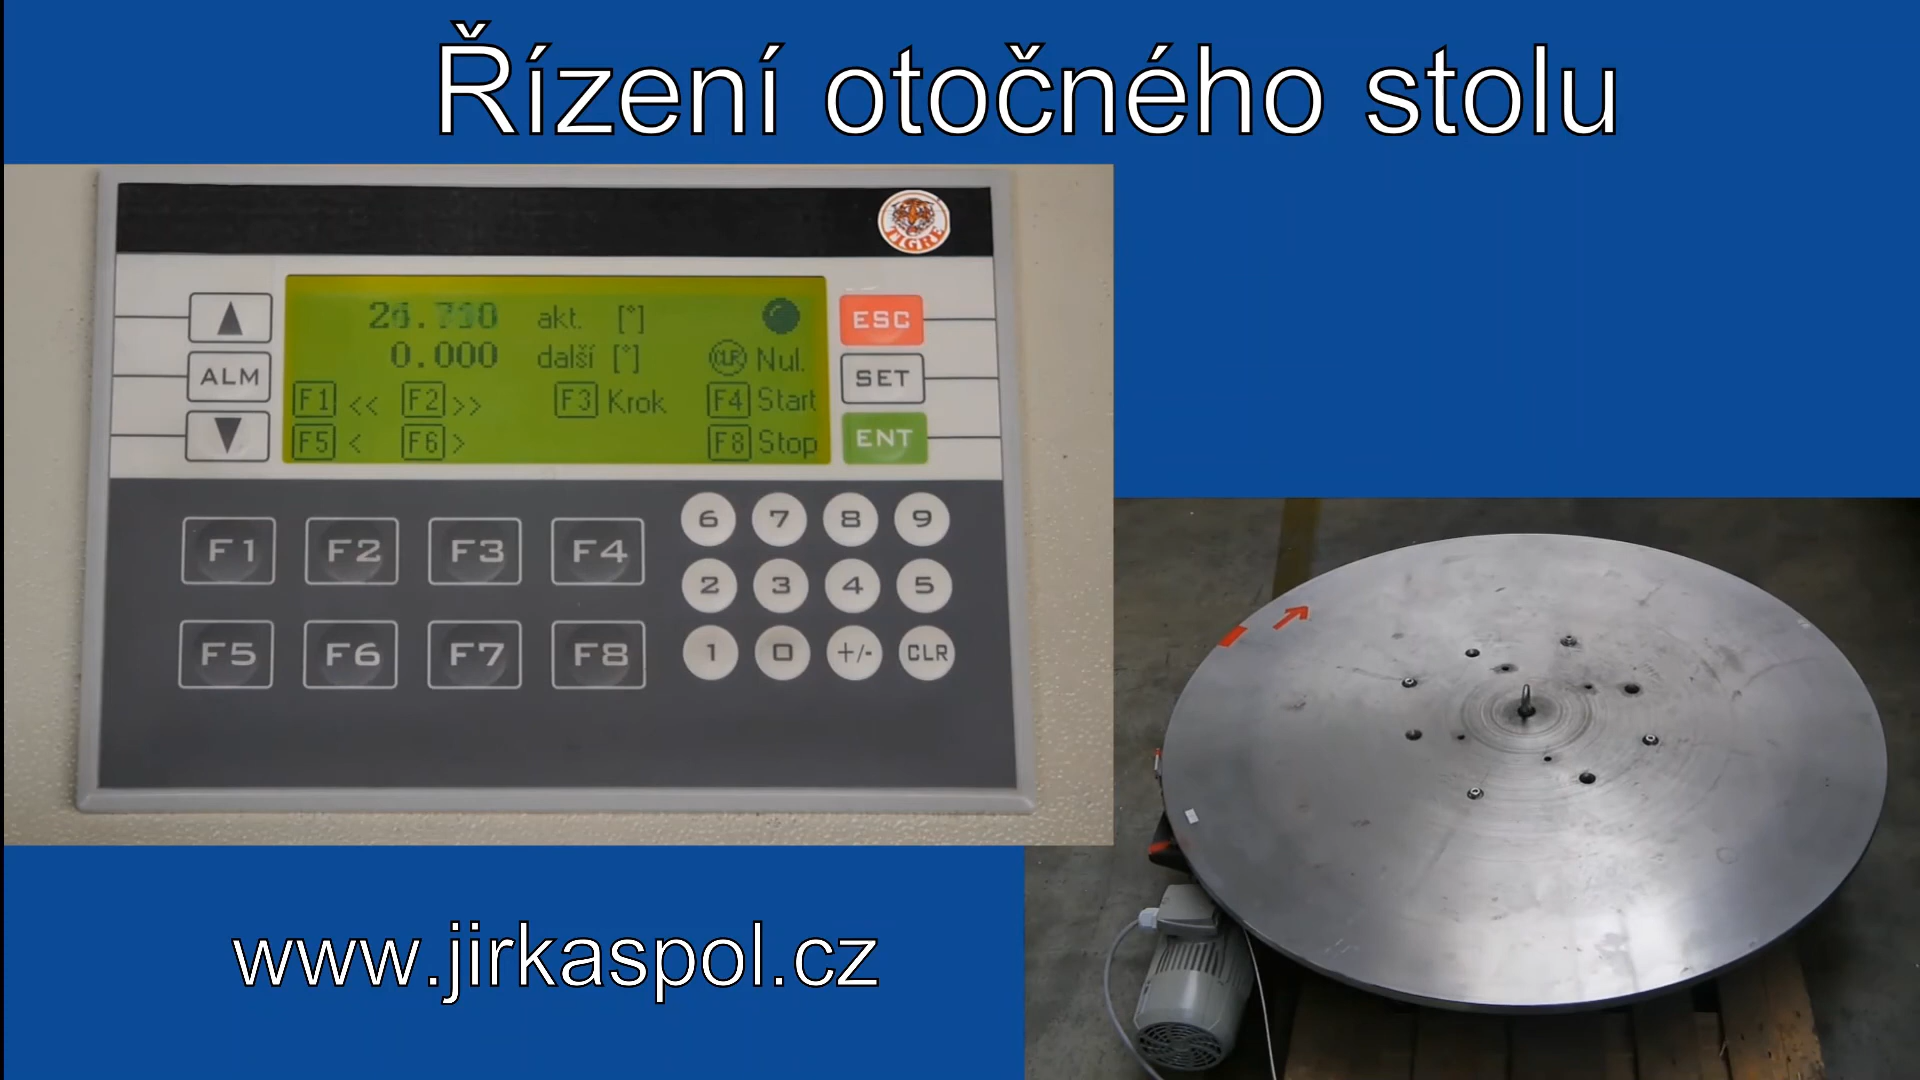 Řízení otočného stolu
TIGRE
akt. [°]
0.000 další [°] CLR Nul.
F1 << F2 >> F3 Krok F4 Start
F5 < F6 > F8 Stop
▲ ESC
ALM SET
▼ ENT
F1 F2 F3 F4
F5 F6 F7 F8
6 7 8 9
2 3 4 5
1 0 +/- CLR
www.jirkaspol.cz